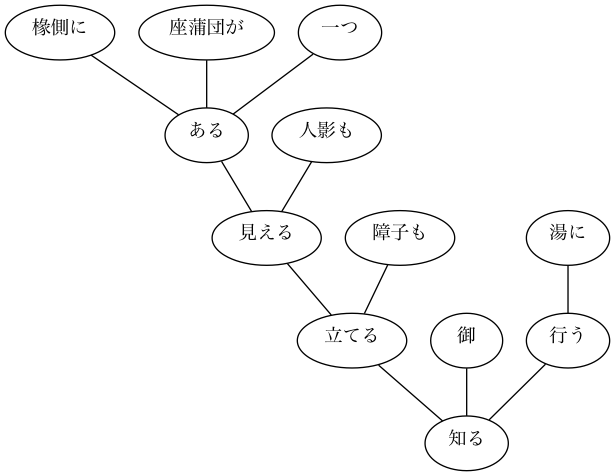 椽側に
座蒲団が
一つ
ある
人影も
見える
障子も
湯に
立てる
御
行う
知る